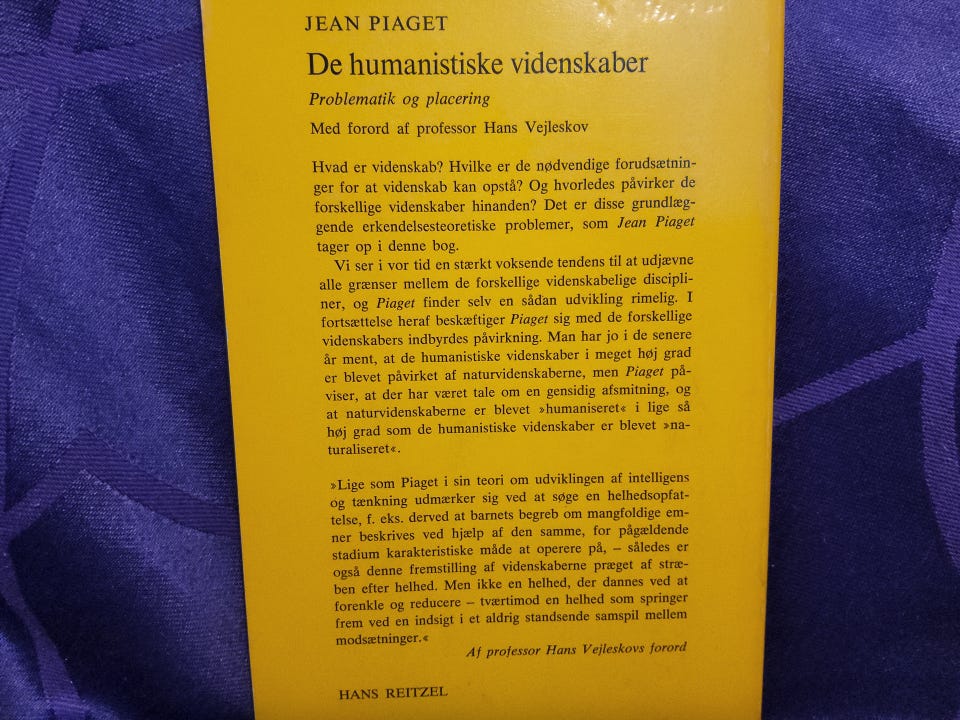 JEAN PIAGET
De humanistiske videnskaber
Problematik og placering
Med forord af professor Hans Vejleskov
Hvad er videnskab? Hvilke er de nødvendige forudsætnin-
ger for at videnskab kan opstå? Og hvorledes påvirker de
forskellige videnskaber hinanden? Det er disse grundlæg-
gende erkendelsesteoretiske problemer, som Jean Piaget
tager op i denne bog.
Vi ser i vor tid en stærkt voksende tendens til at udjævne
alle grænser mellem de forskellige videnskabelige discipli-
ner, og Piaget finder selv en sådan udvikling rimelig. I
fortsættelse heraf beskæftiger Piaget sig med de forskellige
videnskabers indbyrdes påvirkning. Man har jo i de senere
år ment, at de humanistiske videnskaber i meget høj grad
er blevet påvirket af naturvidenskaberne, men Piaget på-
viser, at der har været tale om en gensidig afsmitning, og
at naturvidenskaberne er blevet »humaniseret« i lige så
høj grad som de humanistiske videnskaber er blevet »na-
turaliseret«.
»Lige som Piaget i sin teori om udviklingen af intelligens
og tænkning udmærker sig ved at søge en helhedsopfat-
telse, f. eks. derved at barnets begreb om mangfoldige em-
ner beskrives ved hjælp af den samme, for pågældende
stadium karakteristiske måde at operere på, – således er
også denne fremstilling af videnskaberne præget af stræ-
ben efter helhed. Men ikke en helhed, der dannes ved at
forenkle og reducere – tværtimod en helhed som springer
frem ved en indsigt i et aldrig standsende samspil mellem
modsætninger.«
Af professor Hans Vejleskovs forord
HANS REITZEL